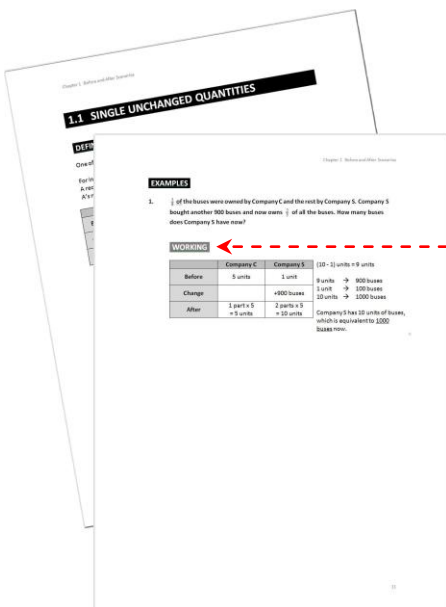 Chapter 1 Before and After Scenarios
1.1 SINGLE UNCHANGED QUANTITIES
Chapter 1 Before and After Scenarios
EXAMPLES
1. of the buses were owned by Company C and the rest by Company S. Company S
bought another 900 buses and now owns of all the buses. How many buses
does Company S have now?
WORKING
Company C Company S
Before 5 units 1 unit
Change +900 buses
After 1 part x 5 2 parts x 5
= 5 units = 10 units
(10 - 1) units = 9 units
9 units → 900 buses
1 unit → 100 buses
10 units → 1000 buses
Company S has 10 units of buses,
which is equivalent to 1000
buses now.